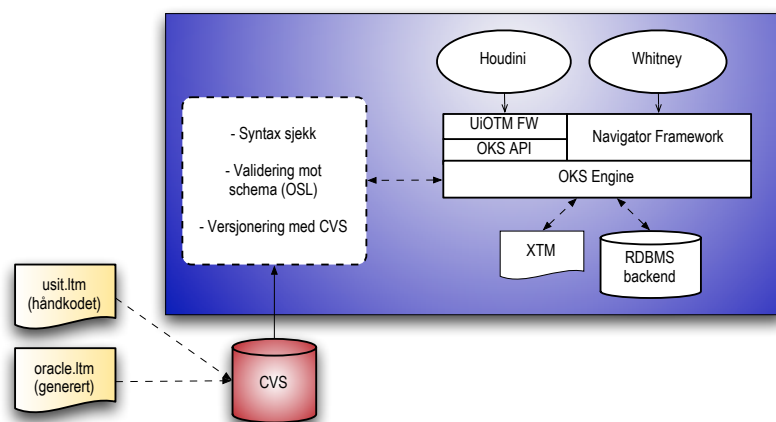 Houdini
Whitney
UiOTM FW
OKS API
Navigator Framework
OKS Engine
- Syntax sjekk
- Validering mot
schema (OSL)
- Versjonering med CVS
XTM
RDBMS
backend
usit.ltm
(håndkodet)
oracle.ltm
(generert)
CVS